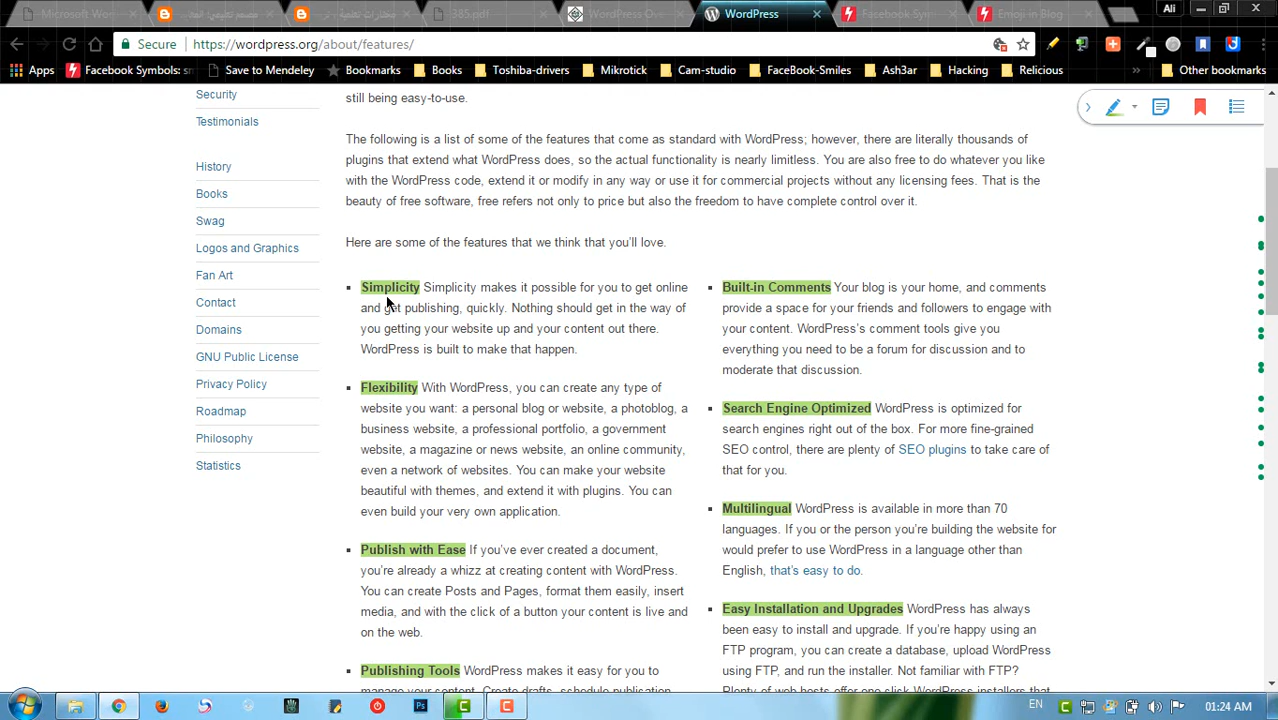 Microsoft Wor
مصمم تعليمي: المقا
مختارات تعلمية - تر
385.pdf
WordPress Ove
WordPress
Facebook Sym
Emoji in Blog
Ali
Secure
https://wordpress.org/about/features/
Apps
Facebook Symbols: sm
Save to Mendeley
Bookmarks
Books
Toshiba-drivers
Mikrotick
Cam-studio
FaceBook-Smiles
Ash3ar
Hacking
Relicious
»
Other bookmarks
Security
Testimonials
History
Books
Swag
Logos and Graphics
Fan Art
Contact
Domains
GNU Public License
Privacy Policy
Roadmap
Philosophy
Statistics
still being easy-to-use.
The following is a list of some of the features that come as standard with WordPress; however, there are literally thousands of
plugins that extend what WordPress does, so the actual functionality is nearly limitless. You are also free to do whatever you like
with the WordPress code, extend it or modify in any way or use it for commercial projects without any licensing fees. That is the
beauty of free software, free refers not only to price but also the freedom to have complete control over it.
Here are some of the features that we think that you'll love.
Simplicity Simplicity makes it possible for you to get online
and get publishing, quickly. Nothing should get in the way of
you getting your website up and your content out there.
WordPress is built to make that happen.
Flexibility With WordPress, you can create any type of
website you want: a personal blog or website, a photoblog, a
business website, a professional portfolio, a government
website, a magazine or news website, an online community,
even a network of websites. You can make your website
beautiful with themes, and extend it with plugins. You can
even build your very own application.
Publish with Ease If you've ever created a document,
you're already a whizz at creating content with WordPress.
You can create Posts and Pages, format them easily, insert
media, and with the click of a button your content is live and
on the web.
Publishing Tools WordPress makes it easy for you to
manage your content. Create drafts, schedule publication,
Built-in Comments Your blog is your home, and comments
provide a space for your friends and followers to engage with
your content. WordPress's comment tools give you
everything you need to be a forum for discussion and to
moderate that discussion.
Search Engine Optimized WordPress is optimized for
search engines right out of the box. For more fine-grained
SEO control, there are plenty of SEO plugins to take care of
that for you.
Multilingual WordPress is available in more than 70
languages. If you or the person you're building the website for
would prefer to use WordPress in a language other than
English, that's easy to do.
Easy Installation and Upgrades WordPress has always
been easy to install and upgrade. If you're happy using an
FTP program, you can create a database, upload WordPress
using FTP, and run the installer. Not familiar with FTP?
Plenty of web hosts offer one click WordPress installers that
EN
01:24 AM